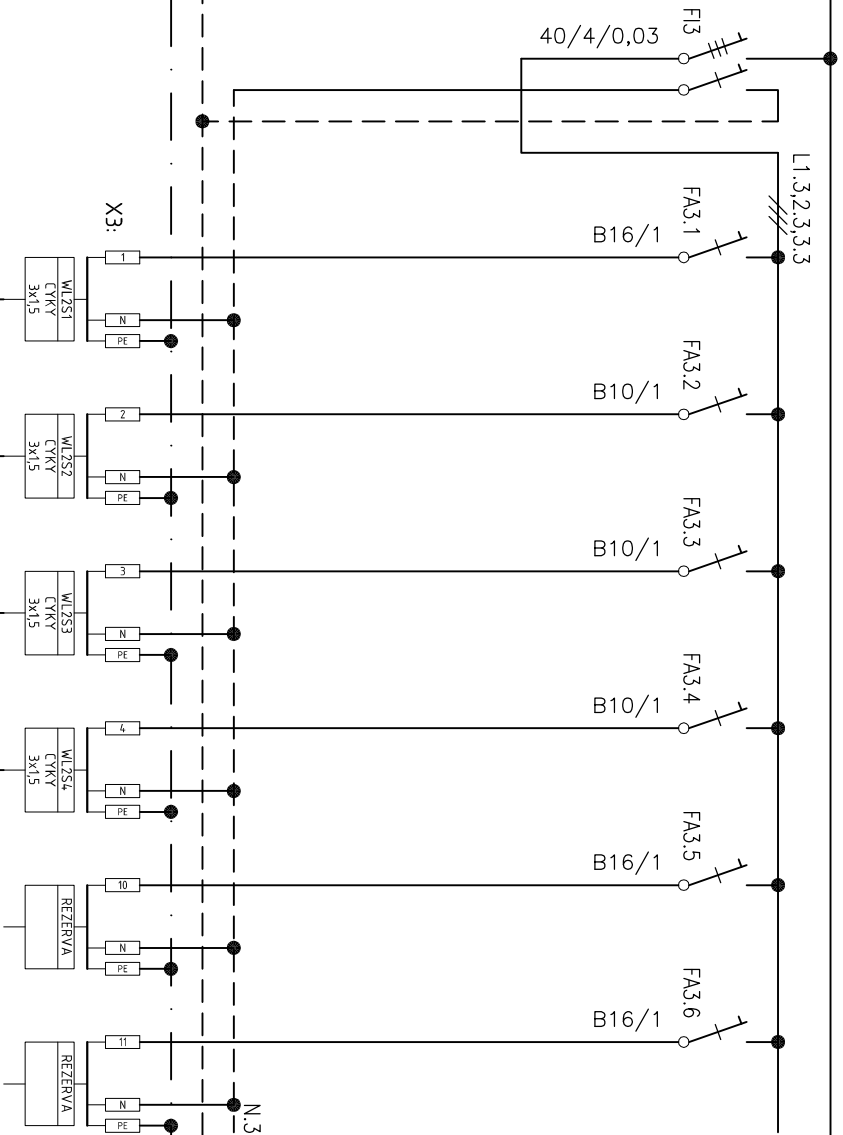 FI3
40/4/0,03
L1.3,2.3,3.3
X3:
FA3.1
B16/1
1
N
PE
WL2S1
CYKY
3x1,5
FA3.2
B10/1
2
N
PE
WL2S2
CYKY
3x1,5
FA3.3
B10/1
3
N
PE
WL2S3
CYKY
3x1,5
FA3.4
B10/1
4
N
PE
WL2S4
CYKY
3x1,5
FA3.5
B16/1
10
N
PE
REZERVA
FA3.6
B16/1
11
N
PE
REZERVA
N.3